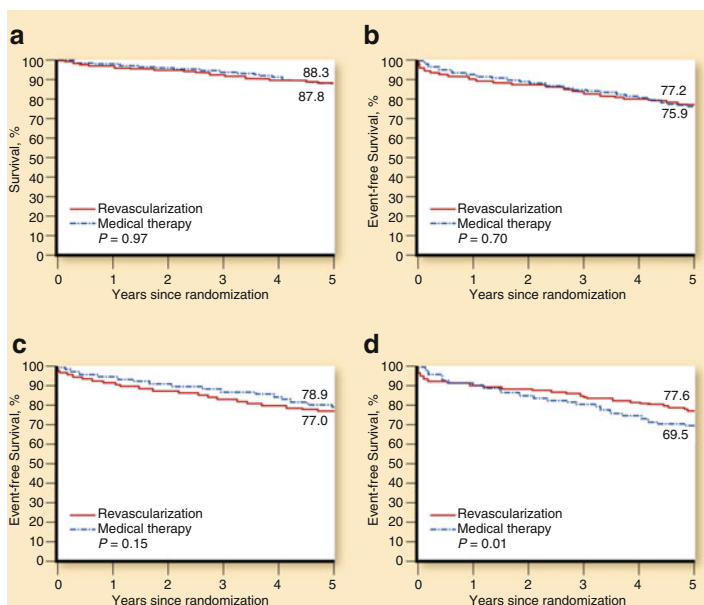 a
100
90
80
70
60
50
40
30
20
10
0
Survival, %
88.3
87.8
Revascularization
Medical therapy
P = 0.97
0 1 2 3 4 5
Years since randomization
b
100
90
80
70
60
50
40
30
20
10
0
Event-free Survival, %
77.2
75.9
Revascularization
Medical therapy
P = 0.70
0 1 2 3 4 5
Years since randomization
c
100
90
80
70
60
50
40
30
20
10
0
Event-free Survival, %
78.9
77.0
Revascularization
Medical therapy
P = 0.15
0 1 2 3 4 5
Years since randomization
d
100
90
80
70
60
50
40
30
20
10
0
Event-free Survival, %
77.6
69.5
Revascularization
Medical therapy
P = 0.01
0 1 2 3 4 5
Years since randomization